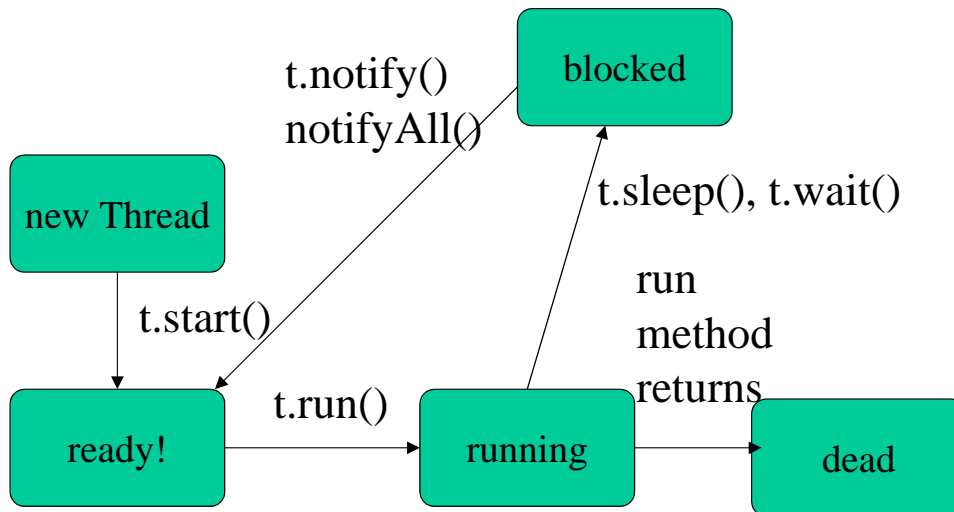 blocked
t.notify()
notifyAll()
new Thread
t.sleep(), t.wait()
t.start()
run
method
returns
t.run()
ready!
running
dead